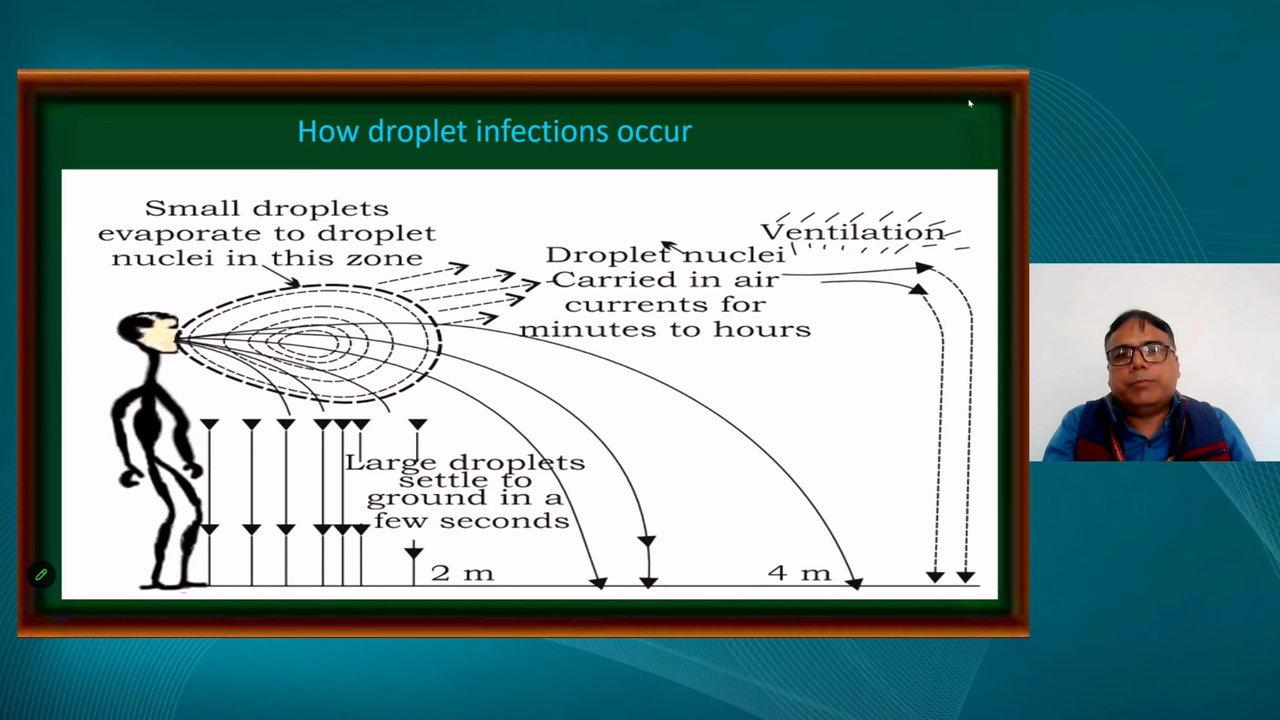 How droplet infections occur
Small droplets
evaporate to droplet
nuclei in this zone
Ventilation
Droplet nuclei
Carried in air
currents for
minutes to hours
Large droplets
settle to
ground in a
few seconds
2 m
4 m